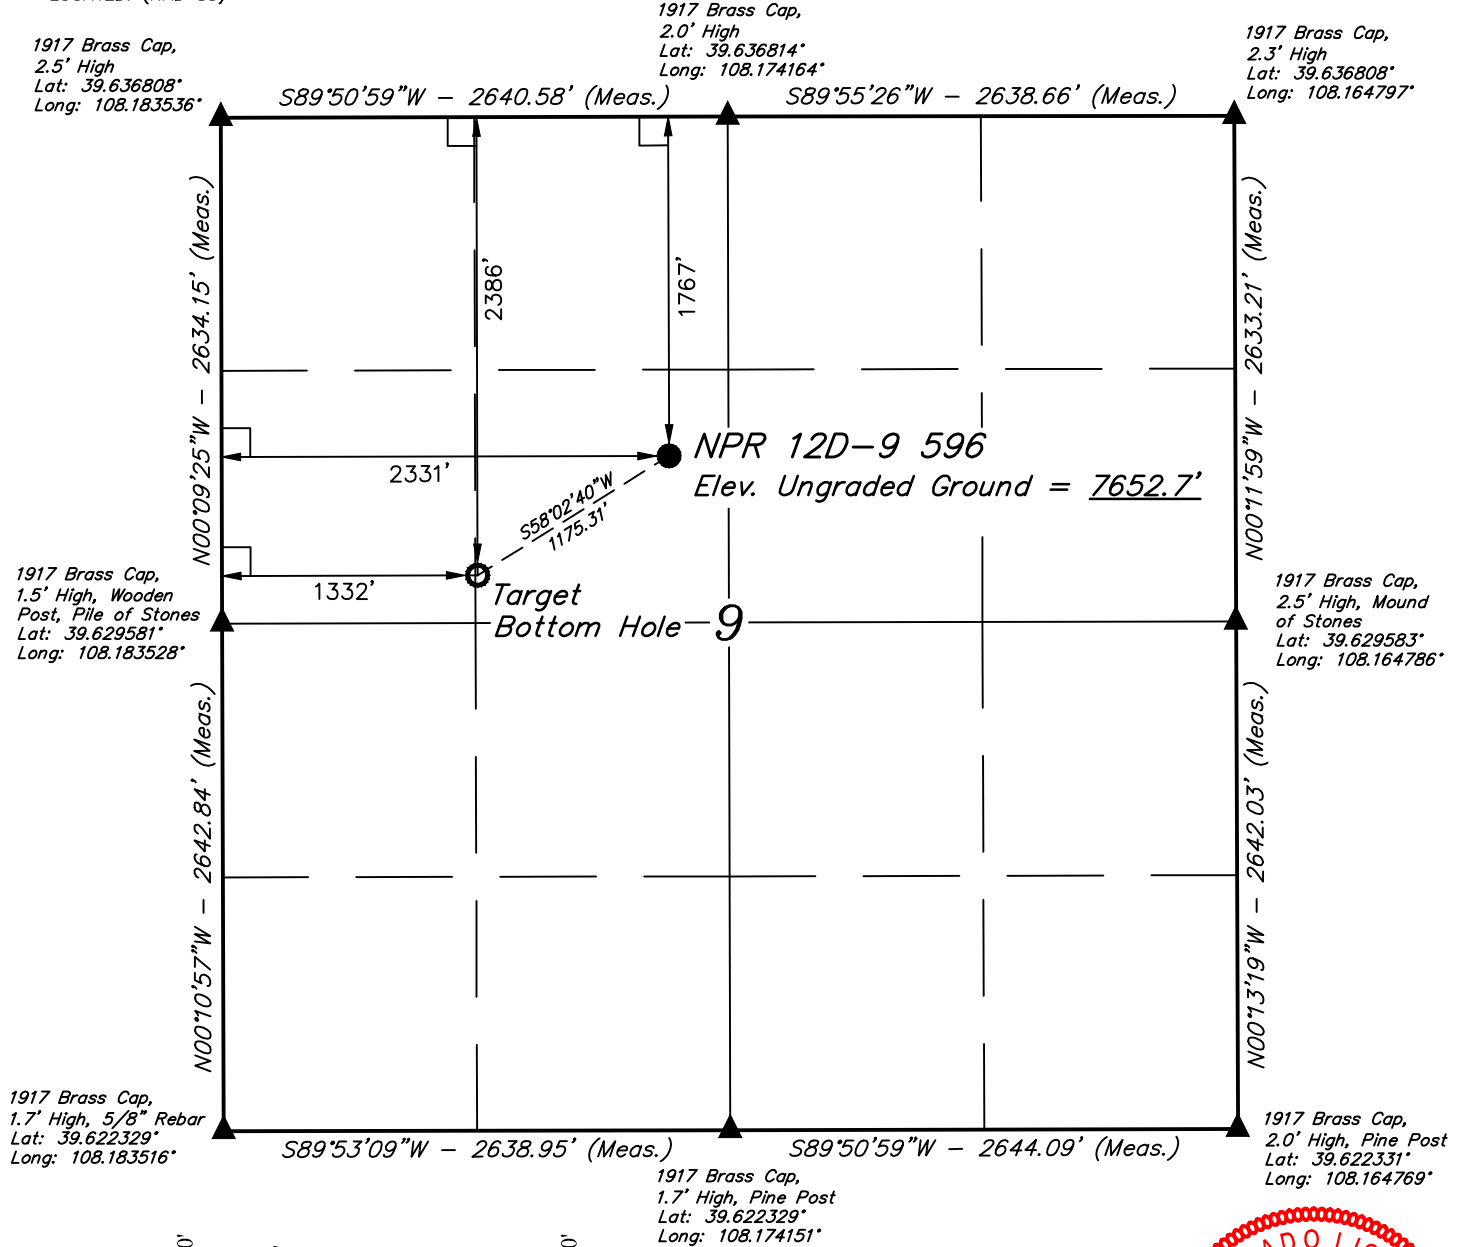 1917 Brass Cap,
2.0' High
Lat: 39.636814°
Long: 108.174164°
1917 Brass Cap,
2.5' High
Lat: 39.636808°
Long: 108.183536°
1917 Brass Cap,
2.3' High
Lat: 39.636808°
Long: 108.164797°
S89°50'59"W - 2640.58' (Meas.)
S89°55'26"W - 2638.66' (Meas.)
N00°09'25"W - 2634.15' (Meas.)
2386'
1767'
N00°11'59"W - 2633.21' (Meas.)
NPR 12D-9 596
Elev. Ungraded Ground = 7652.7'
2331'
S58°02'40"W
1175.31'
1332'
Target
Bottom Hole
9
1917 Brass Cap,
1.5' High, Wooden
Post, Pile of Stones
Lat: 39.629581°
Long: 108.183528°
1917 Brass Cap,
2.5' High, Mound
of Stones
Lat: 39.629583°
Long: 108.164786°
N00°10'57"W - 2642.84' (Meas.)
N00°13'19"W - 2642.03' (Meas.)
1917 Brass Cap,
1.7' High, 5/8" Rebar
Lat: 39.622329°
Long: 108.183516°
S89°53'09"W - 2638.95' (Meas.)
S89°50'59"W - 2644.09' (Meas.)
1917 Brass Cap,
2.0' High, Pine Post
Lat: 39.622331°
Long: 108.164769°
1917 Brass Cap,
1.7' High, Pine Post
Lat: 39.622329°
Long: 108.174151°